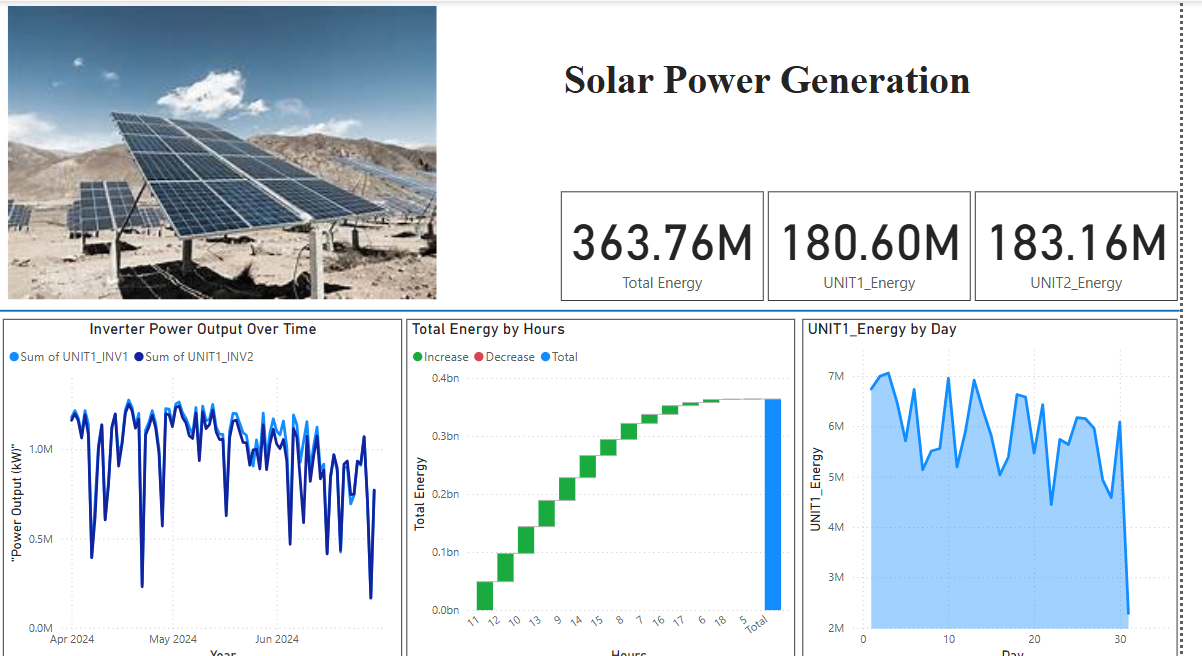 Solar Power Generation
363.76M
Total Energy
180.60M
UNIT1_Energy
183.16M
UNIT2_Energy
Inverter Power Output Over Time
Sum of UNIT1_INV1 Sum of UNIT1_INV2
"Power Output (kW)"
1.0M
0.5M
0.0M
Apr 2024 May 2024 Jun 2024
Year
Total Energy by Hours
Increase Decrease Total
Total Energy
0.4bn
0.3bn
0.2bn
0.1bn
0.0bn
11 12 10 13 9 14 15 8 7 16 17 6 18 5 Total
Hours
UNIT1_Energy by Day
UNIT1_Energy
7M
6M
5M
4M
3M
2M
0 10 20 30
Day